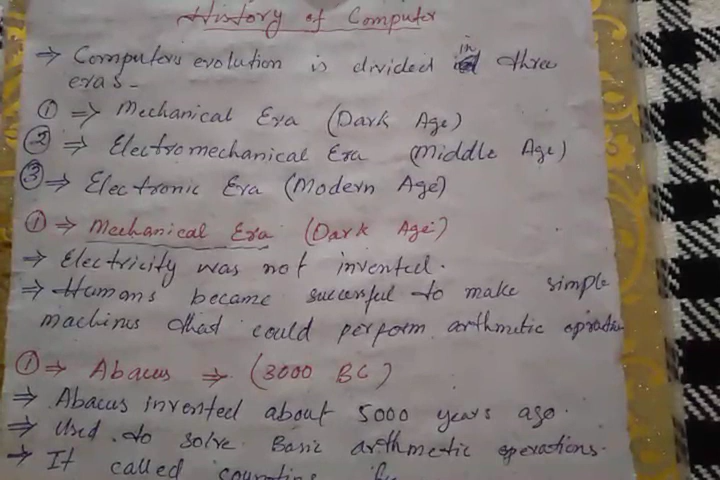 History of Computer
⇒ Computers evolution is divided in three
eras-
① ⇒ Mechanical Era (Dark Age)
② ⇒ Electromechanical Era (Middle Age)
③ ⇒ Electronic Era (Modern Age)
① ⇒ Mechanical Era (Dark Age:)
⇒ Electricity was not invented.
⇒ Humans became successful to make simple
machines that could perform arithmetic
① ⇒ Abacus ⇒ (3000 BC)
⇒ Abacus invented about 5000 years ago.
⇒ Used to solve Basic arthmetic operations.
⇒ It called counting